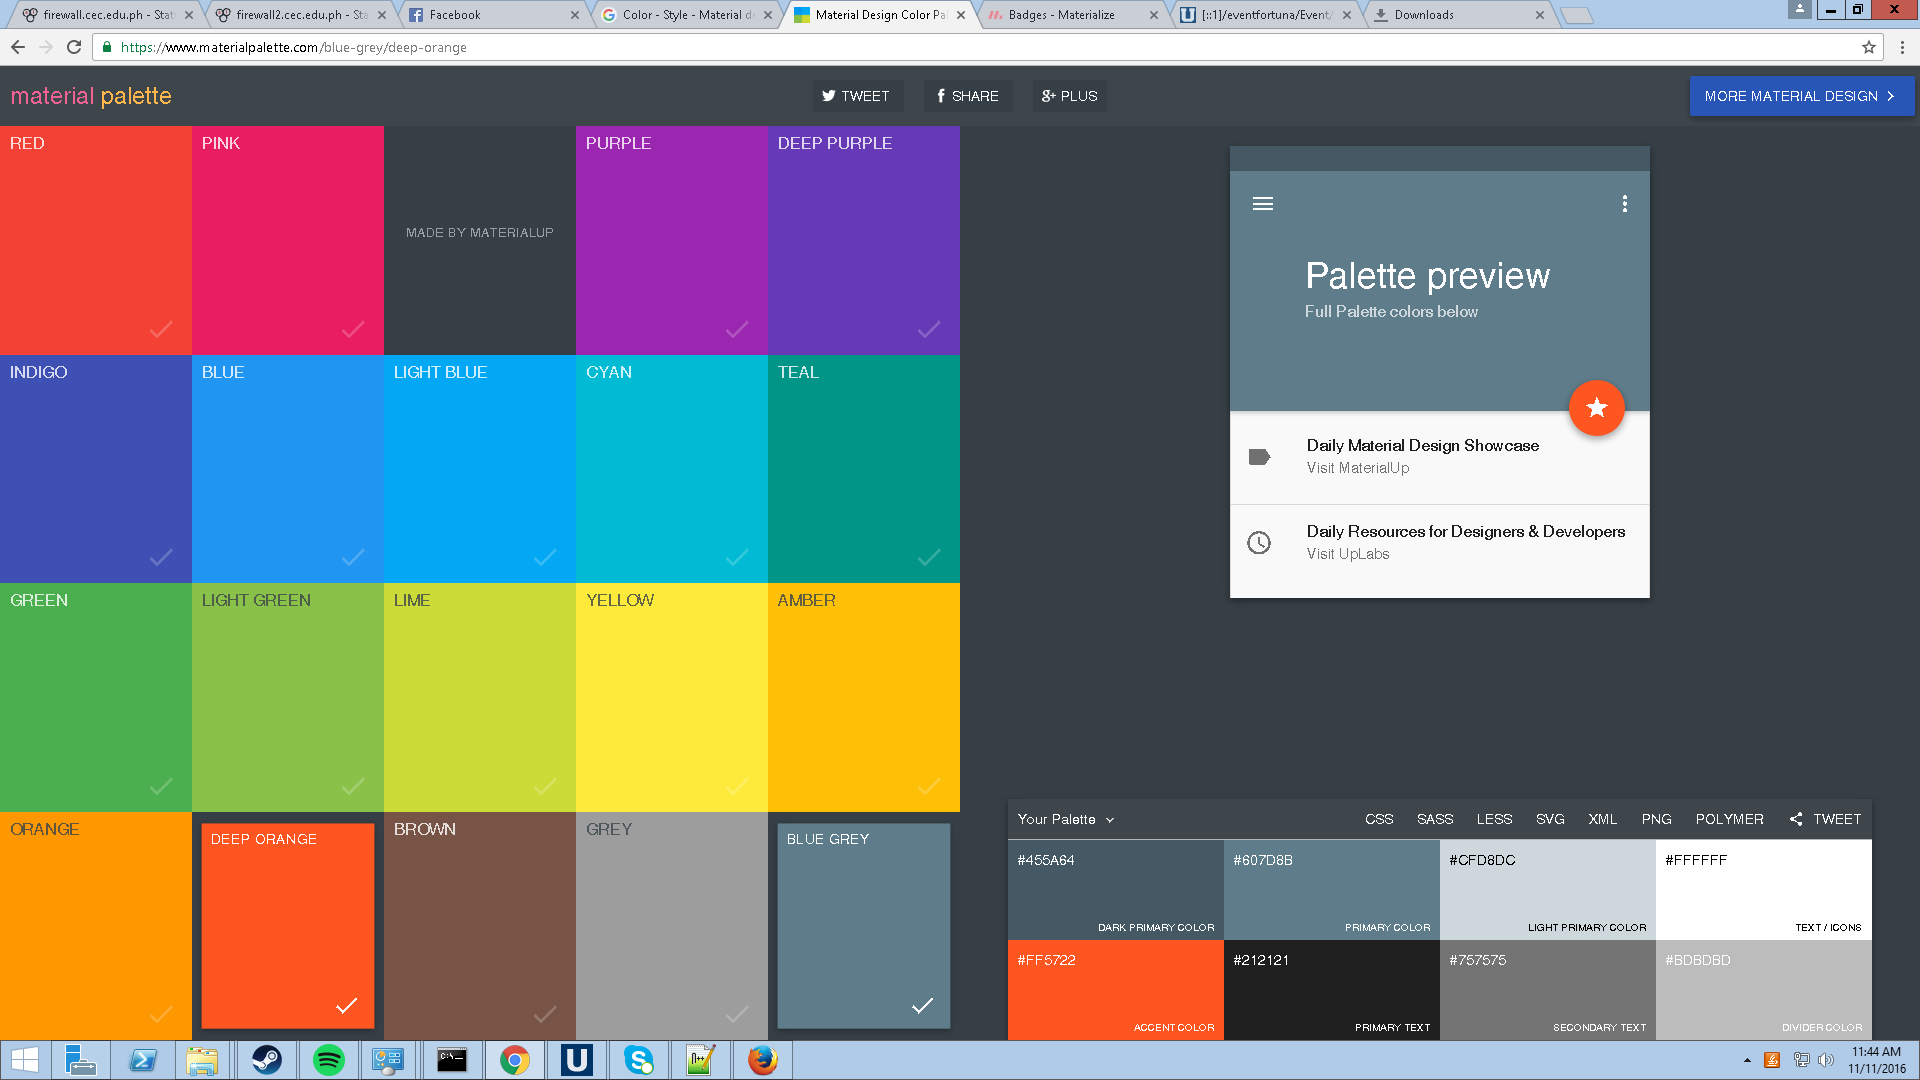 firewall.cec.edu.ph - Stat
firewall2.cec.edu.ph - Sta
Facebook
Color - Style - Material de
Material Design Color Pal
Badges - Materialize
[::1]/eventfortuna/Event/
Downloads
https://www.materialpalette.com/blue-grey/deep-orange
material palette
TWEET
SHARE
PLUS
MORE MATERIAL DESIGN
RED
PINK
MADE BY MATERIALUP
PURPLE
DEEP PURPLE
INDIGO
BLUE
LIGHT BLUE
CYAN
TEAL
GREEN
LIGHT GREEN
LIME
YELLOW
AMBER
ORANGE
DEEP ORANGE
BROWN
GREY
BLUE GREY
Palette preview
Full Palette colors below
Daily Material Design Showcase
Visit MaterialUp
Daily Resources for Designers & Developers
Visit UpLabs
Your Palette
CSS
SASS
LESS
SVG
XML
PNG
POLYMER
TWEET
#455A64
DARK PRIMARY COLOR
#607D8B
PRIMARY COLOR
#CFD8DC
LIGHT PRIMARY COLOR
#FFFFFF
TEXT / ICONS
#FF5722
ACCENT COLOR
#212121
PRIMARY TEXT
#757575
SECONDARY TEXT
#BDBDBD
DIVIDER COLOR
11:44 AM
11/11/2016